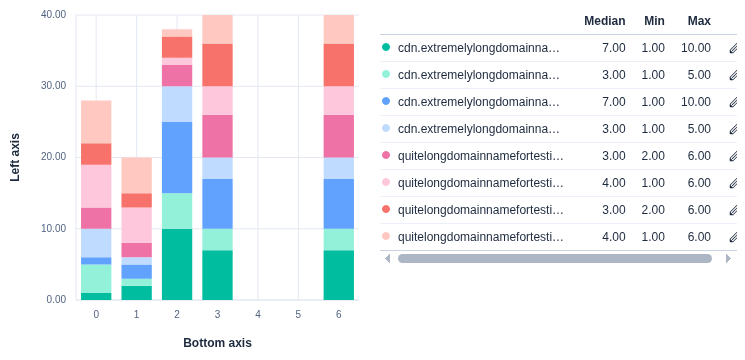 40.00
30.00
20.00
10.00
0.00
Left axis
0 1 2 3 4 5 6
Bottom axis
Median Min Max
cdn.extremelylongdomainna… 7.00 1.00 10.00
cdn.extremelylongdomainna… 3.00 1.00 5.00
cdn.extremelylongdomainna… 7.00 1.00 10.00
cdn.extremelylongdomainna… 3.00 1.00 5.00
quitelongdomainnamefortesti… 3.00 2.00 6.00
quitelongdomainnamefortesti… 4.00 1.00 6.00
quitelongdomainnamefortesti… 3.00 2.00 6.00
quitelongdomainnamefortesti… 4.00 1.00 6.00